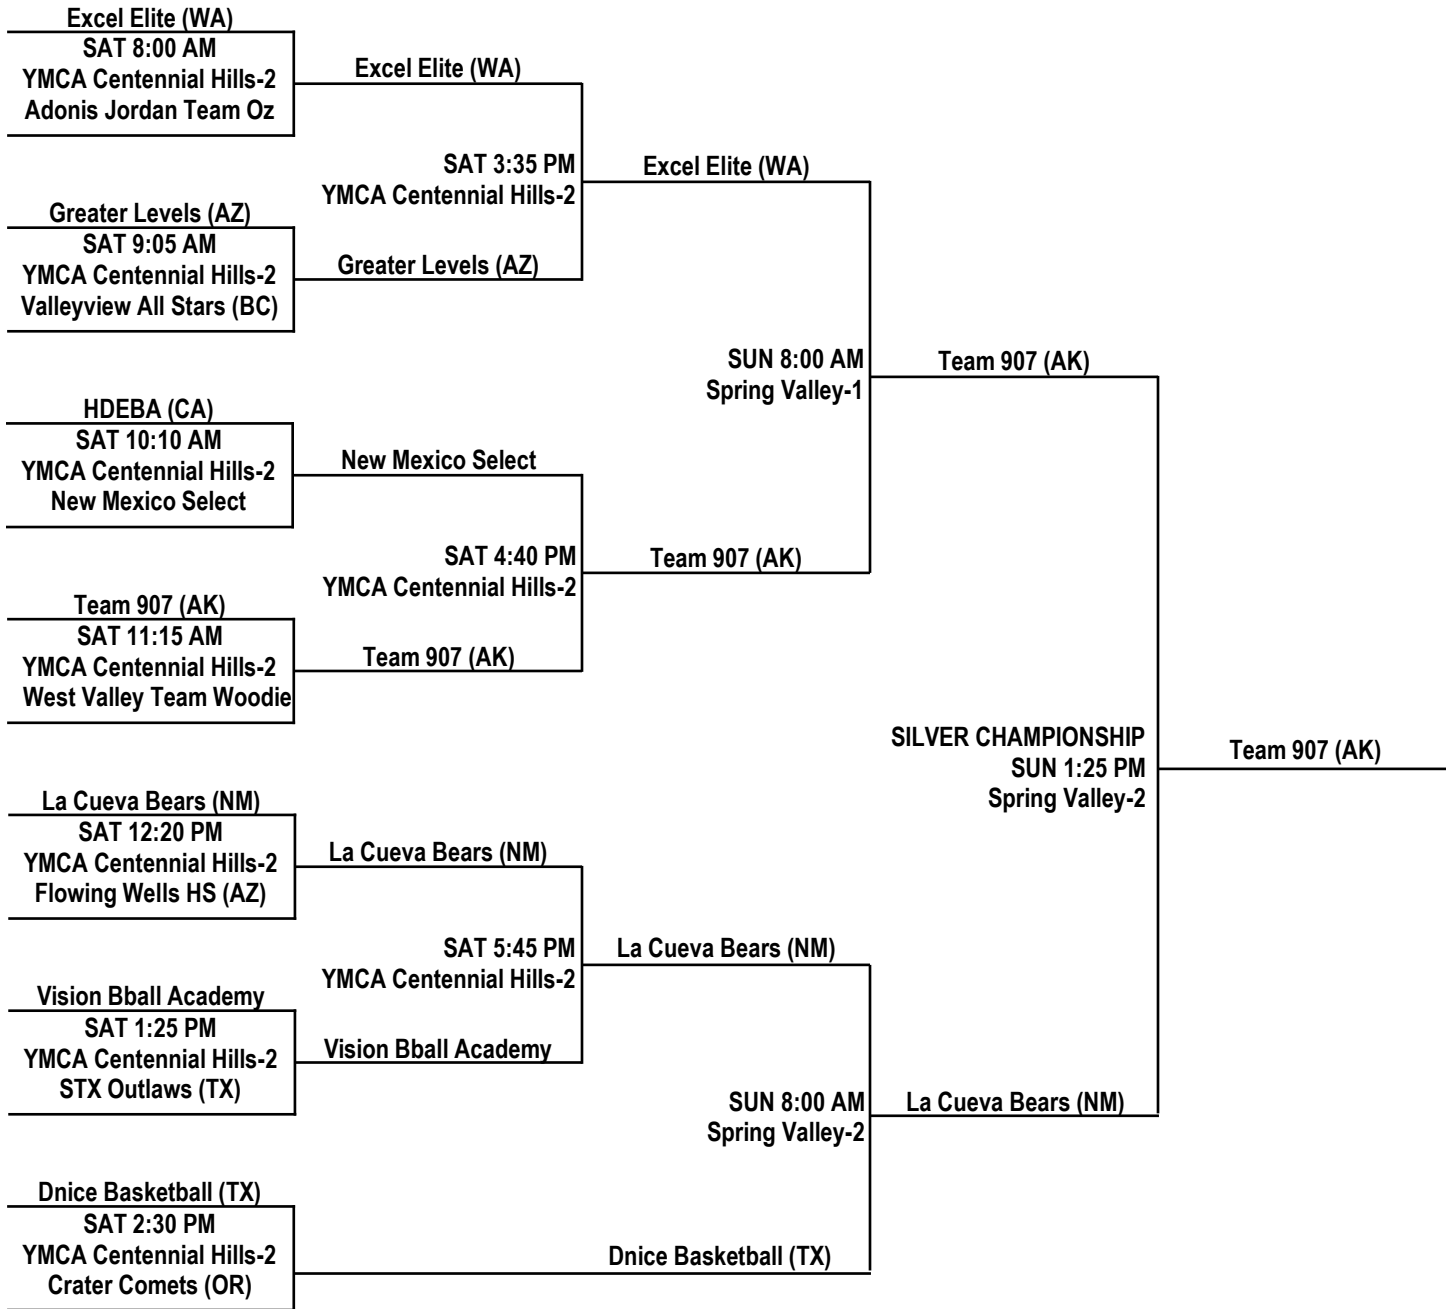 Excel Elite (WA)
SAT 8:00 AM
YMCA Centennial Hills-2
Adonis Jordan Team Oz
Greater Levels (AZ)
SAT 9:05 AM
YMCA Centennial Hills-2
Valleyview All Stars (BC)
HDEBA (CA)
SAT 10:10 AM
YMCA Centennial Hills-2
New Mexico Select
Team 907 (AK)
SAT 11:15 AM
YMCA Centennial Hills-2
West Valley Team Woodie
La Cueva Bears (NM)
SAT 12:20 PM
YMCA Centennial Hills-2
Flowing Wells HS (AZ)
Vision Bball Academy
SAT 1:25 PM
YMCA Centennial Hills-2
STX Outlaws (TX)
Dnice Basketball (TX)
SAT 2:30 PM
YMCA Centennial Hills-2
Crater Comets (OR)
Excel Elite (WA)
SAT 3:35 PM
YMCA Centennial Hills-2
Greater Levels (AZ)
New Mexico Select
SAT 4:40 PM
YMCA Centennial Hills-2
Team 907 (AK)
La Cueva Bears (NM)
SAT 5:45 PM
YMCA Centennial Hills-2
Vision Bball Academy
Excel Elite (WA)
SUN 8:00 AM
Spring Valley-1
Team 907 (AK)
La Cueva Bears (NM)
SUN 8:00 AM
Spring Valley-2
Dnice Basketball (TX)
Team 907 (AK)
SILVER CHAMPIONSHIP
SUN 1:25 PM
Spring Valley-2
La Cueva Bears (NM)
Team 907 (AK)